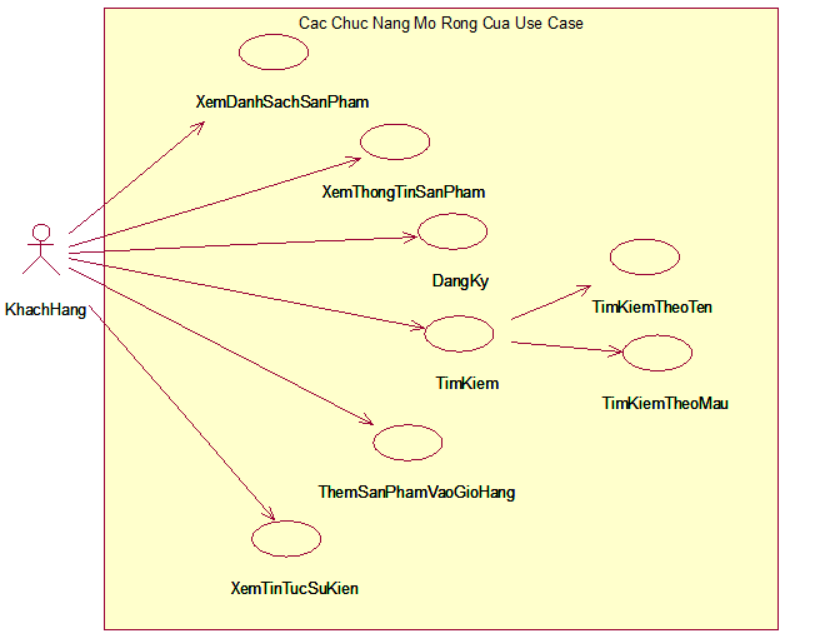 Cac Chuc Nang Mo Rong Cua Use Case
XemDanhSachSanPham
XemThongTinSanPham
DangKy
TimKiemTheoTen
KhachHang
TimKiem
TimKiemTheoMau
ThemSanPhamVaoGioHang
XemTinTucSuKien